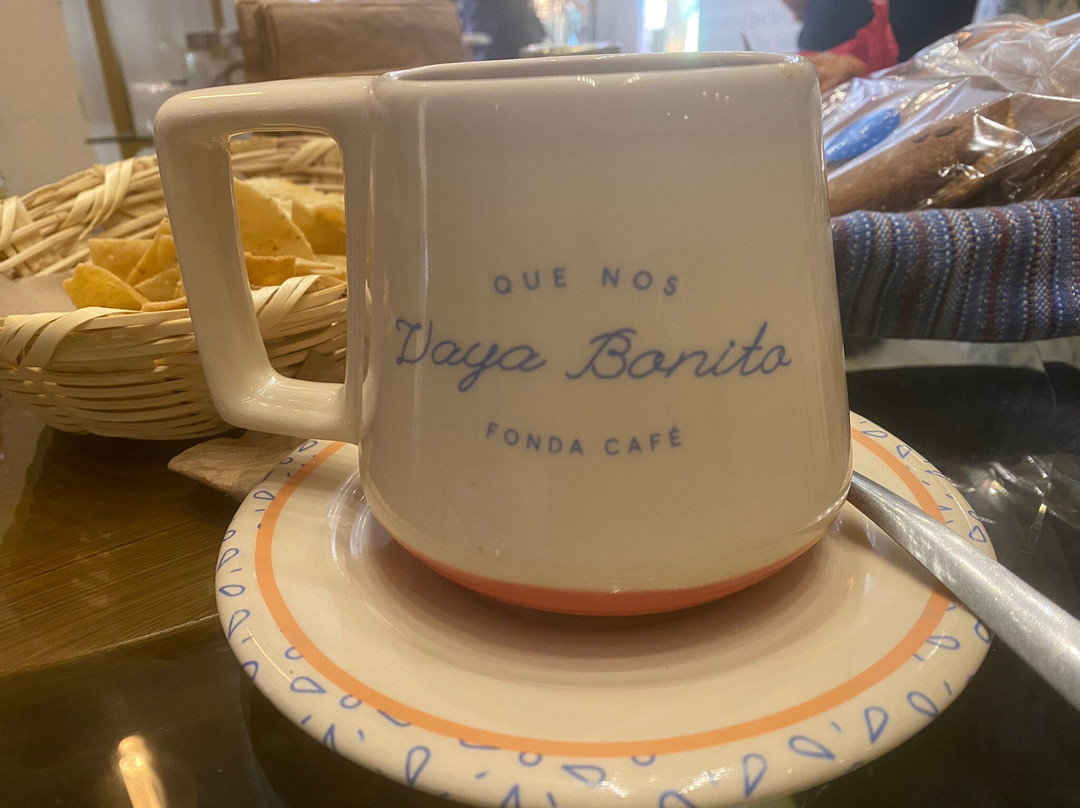 QUE NOS
Vaya Bonito
FONDA CAFÉ